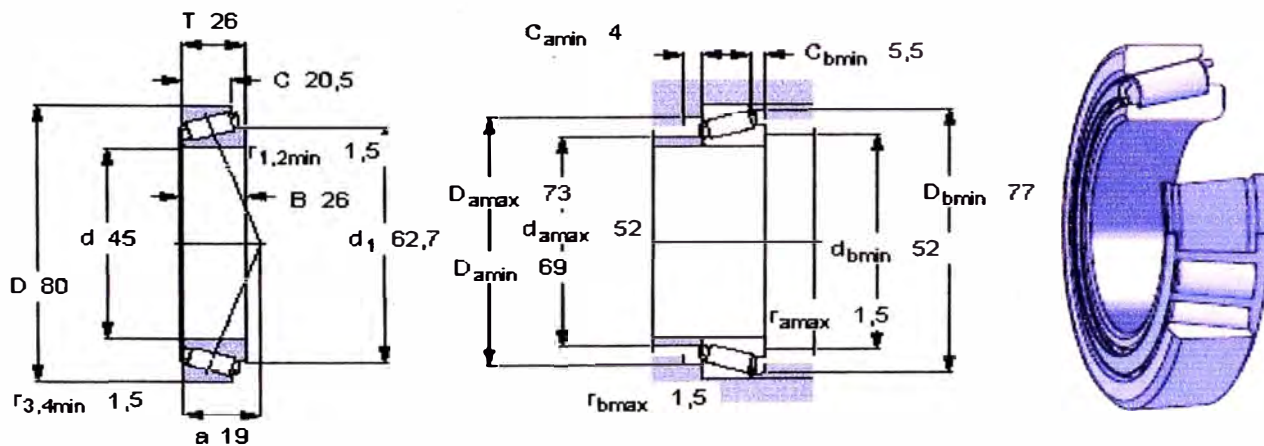 T 26
C 20,5
r1,2min 1,5
B 26
d 45
d1 62,7
D 80
r3,4min 1,5
a 19
Camin 4
Cbmin 5,5
Damax 73
damax 52
Damin 69
Dbmin 77
dbmin 52
ramax 1,5
rbmax 1,5